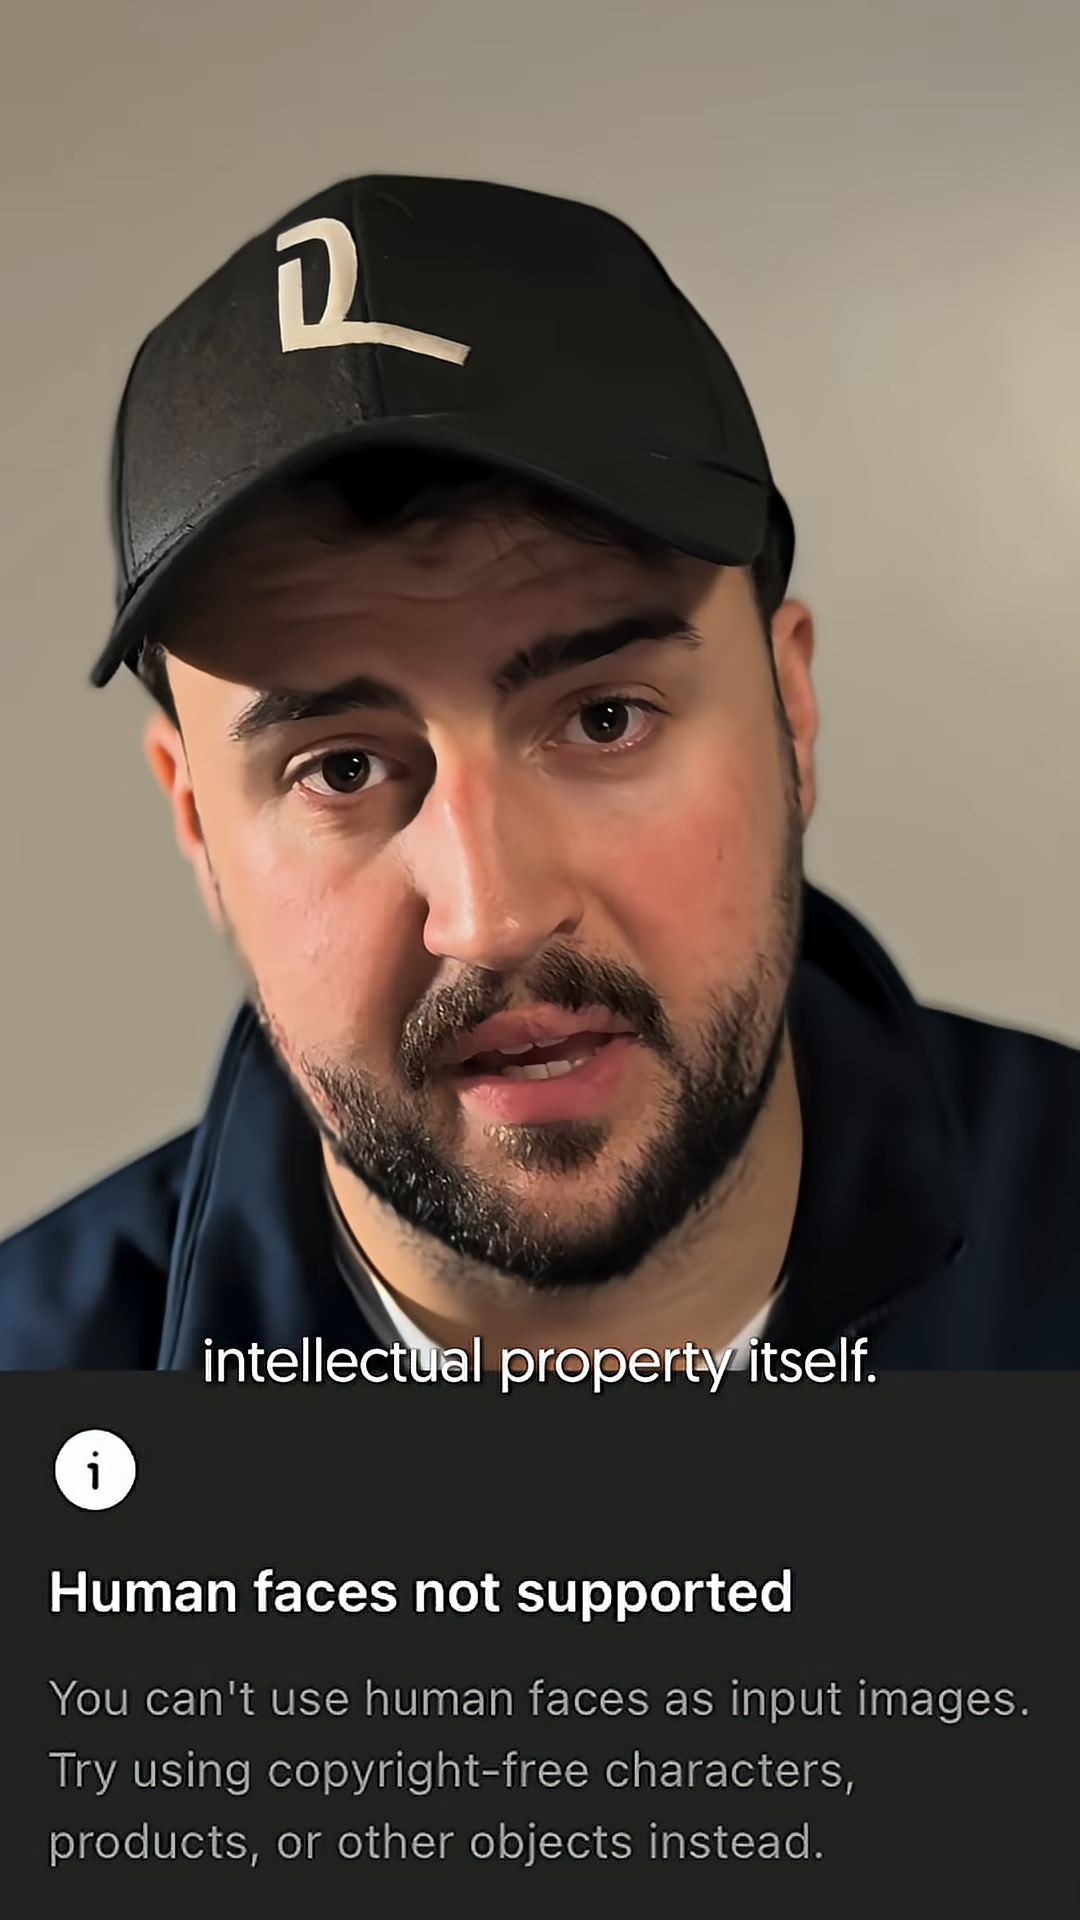 intellectual property itself.
Human faces not supported
You can't use human faces as input images.
Try using copyright-free characters,
products, or other objects instead.